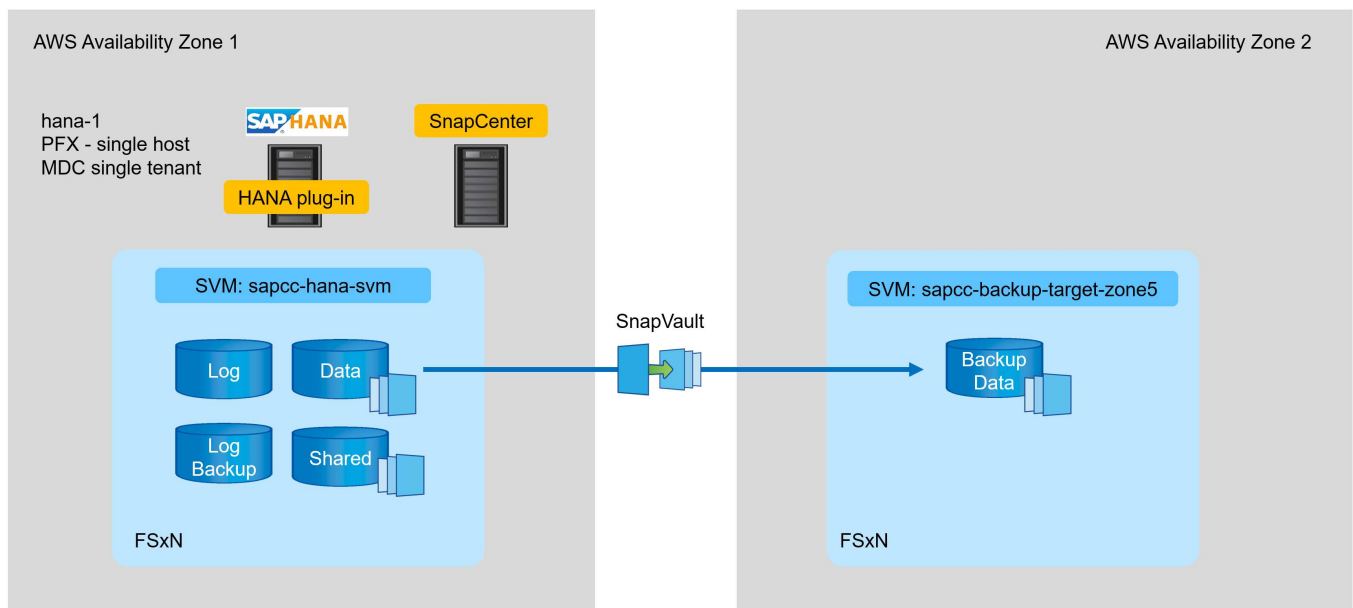 AWS Availability Zone 1
AWS Availability Zone 2
hana-1
PFX - single host
MDC single tenant
SAP HANA
SnapCenter
HANA plug-in
SVM: sapcc-hana-svm
SVM: sapcc-backup-target-zone5
SnapVault
Log
Data
Backup
Data
Log
Backup
Shared
FSxN
FSxN